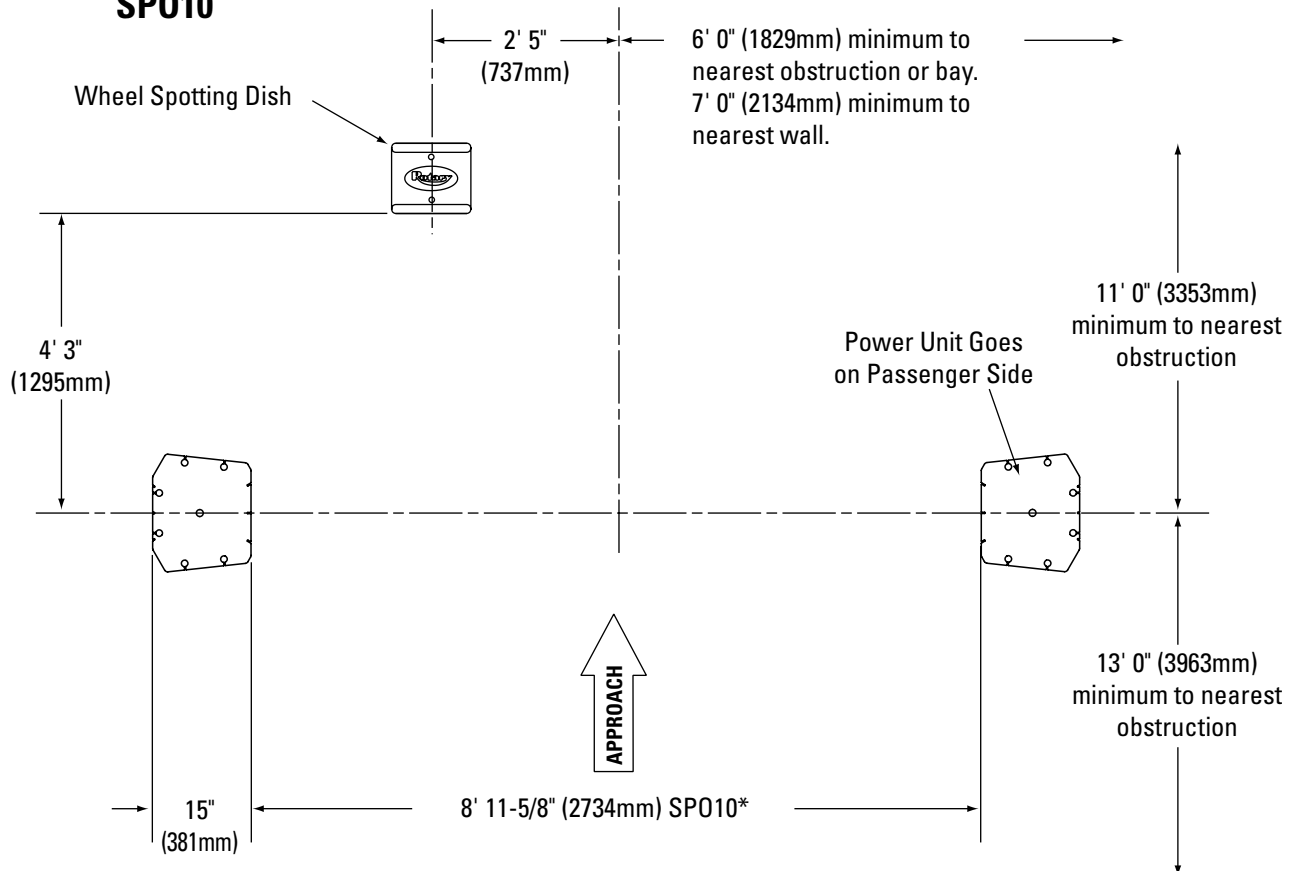 SPO10
2' 5"
(737mm)
6' 0" (1829mm) minimum to
nearest obstruction or bay.
7' 0" (2134mm) minimum to
nearest wall.
Wheel Spotting Dish
Rotary
4' 3"
(1295mm)
11' 0" (3353mm)
minimum to nearest
obstruction
Power Unit Goes
on Passenger Side
APPROACH
13' 0" (3963mm)
minimum to nearest
obstruction
15"
(381mm)
8' 11-5/8" (2734mm) SPO10*